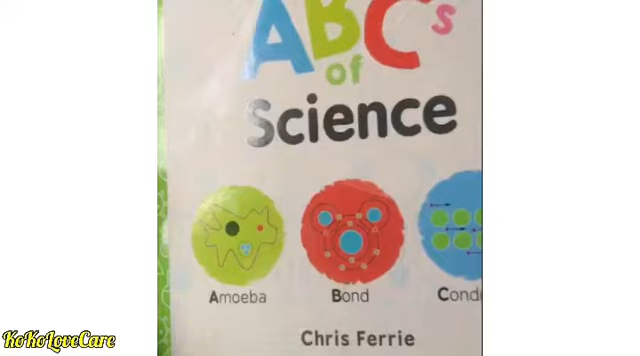 ABC's
of
Science
Amoeba
Bond
Chris Ferrie
KoKoLoveCare